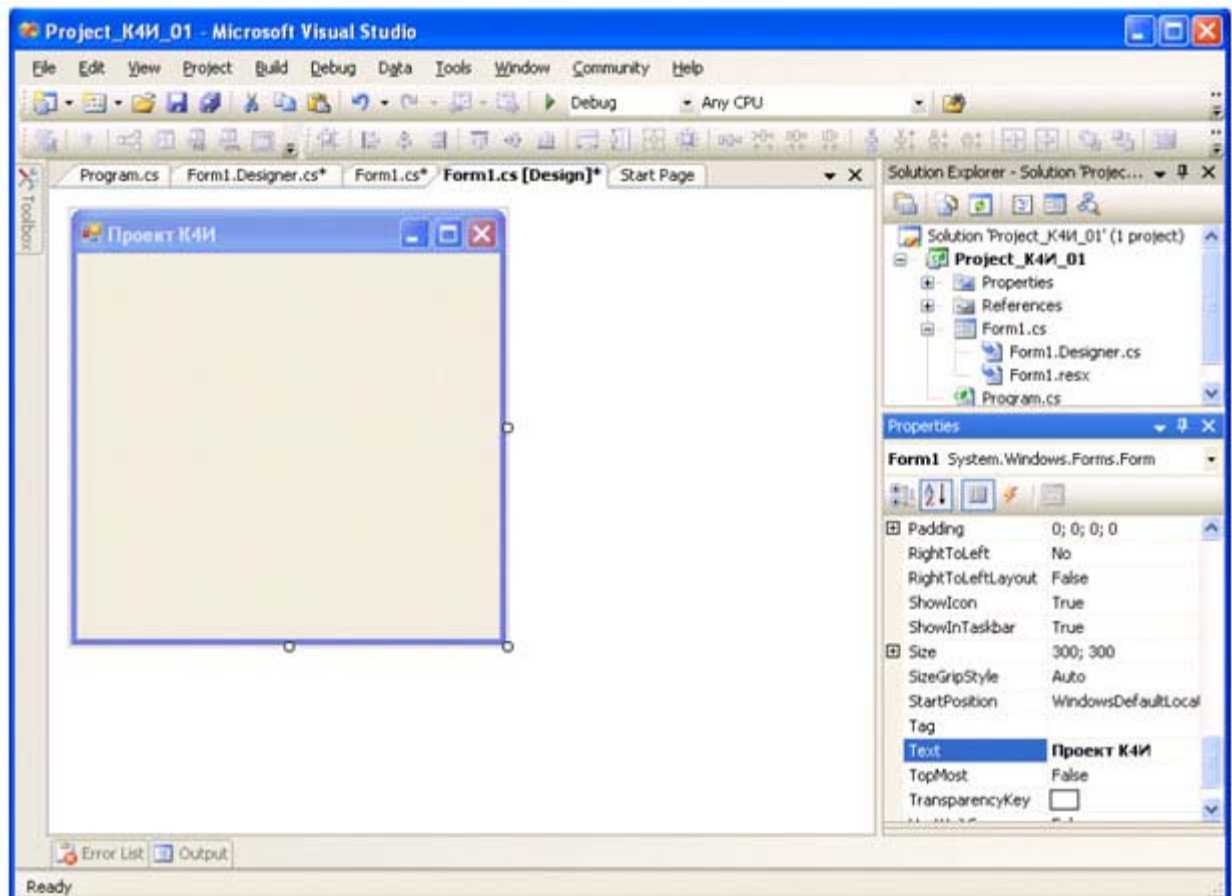 Project_К4И_01 - Microsoft Visual Studio
File Edit View Project Build Debug Data Tools Window Community Help
Debug Any CPU
Toolbox
Program.cs Form1.Designer.cs* Form1.cs* Form1.cs [Design]* Start Page
Проект К4И
Solution Explorer - Solution 'Projec...
Solution 'Project_К4И_01' (1 project)
Project_К4И_01
Properties
References
Form1.cs
Form1.Designer.cs
Form1.resx
Program.cs
Properties
Form1 System.Windows.Forms.Form
Padding 0; 0; 0; 0
RightToLeft No
RightToLeftLayout False
ShowIcon True
ShowInTaskbar True
Size 300; 300
SizeGripStyle Auto
StartPosition WindowsDefaultLocat
Tag
Text Проект К4И
TopMost False
TransparencyKey
Error List Output
Ready